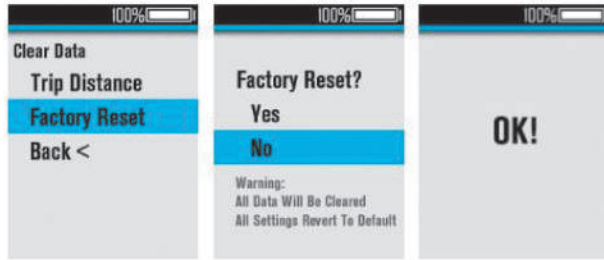 100%
Clear Data
Trip Distance
Factory Reset
Back <
100%
Factory Reset?
Yes
No
Warning:
All Data Will Be Cleared
All Settings Revert To Default
100%
OK!